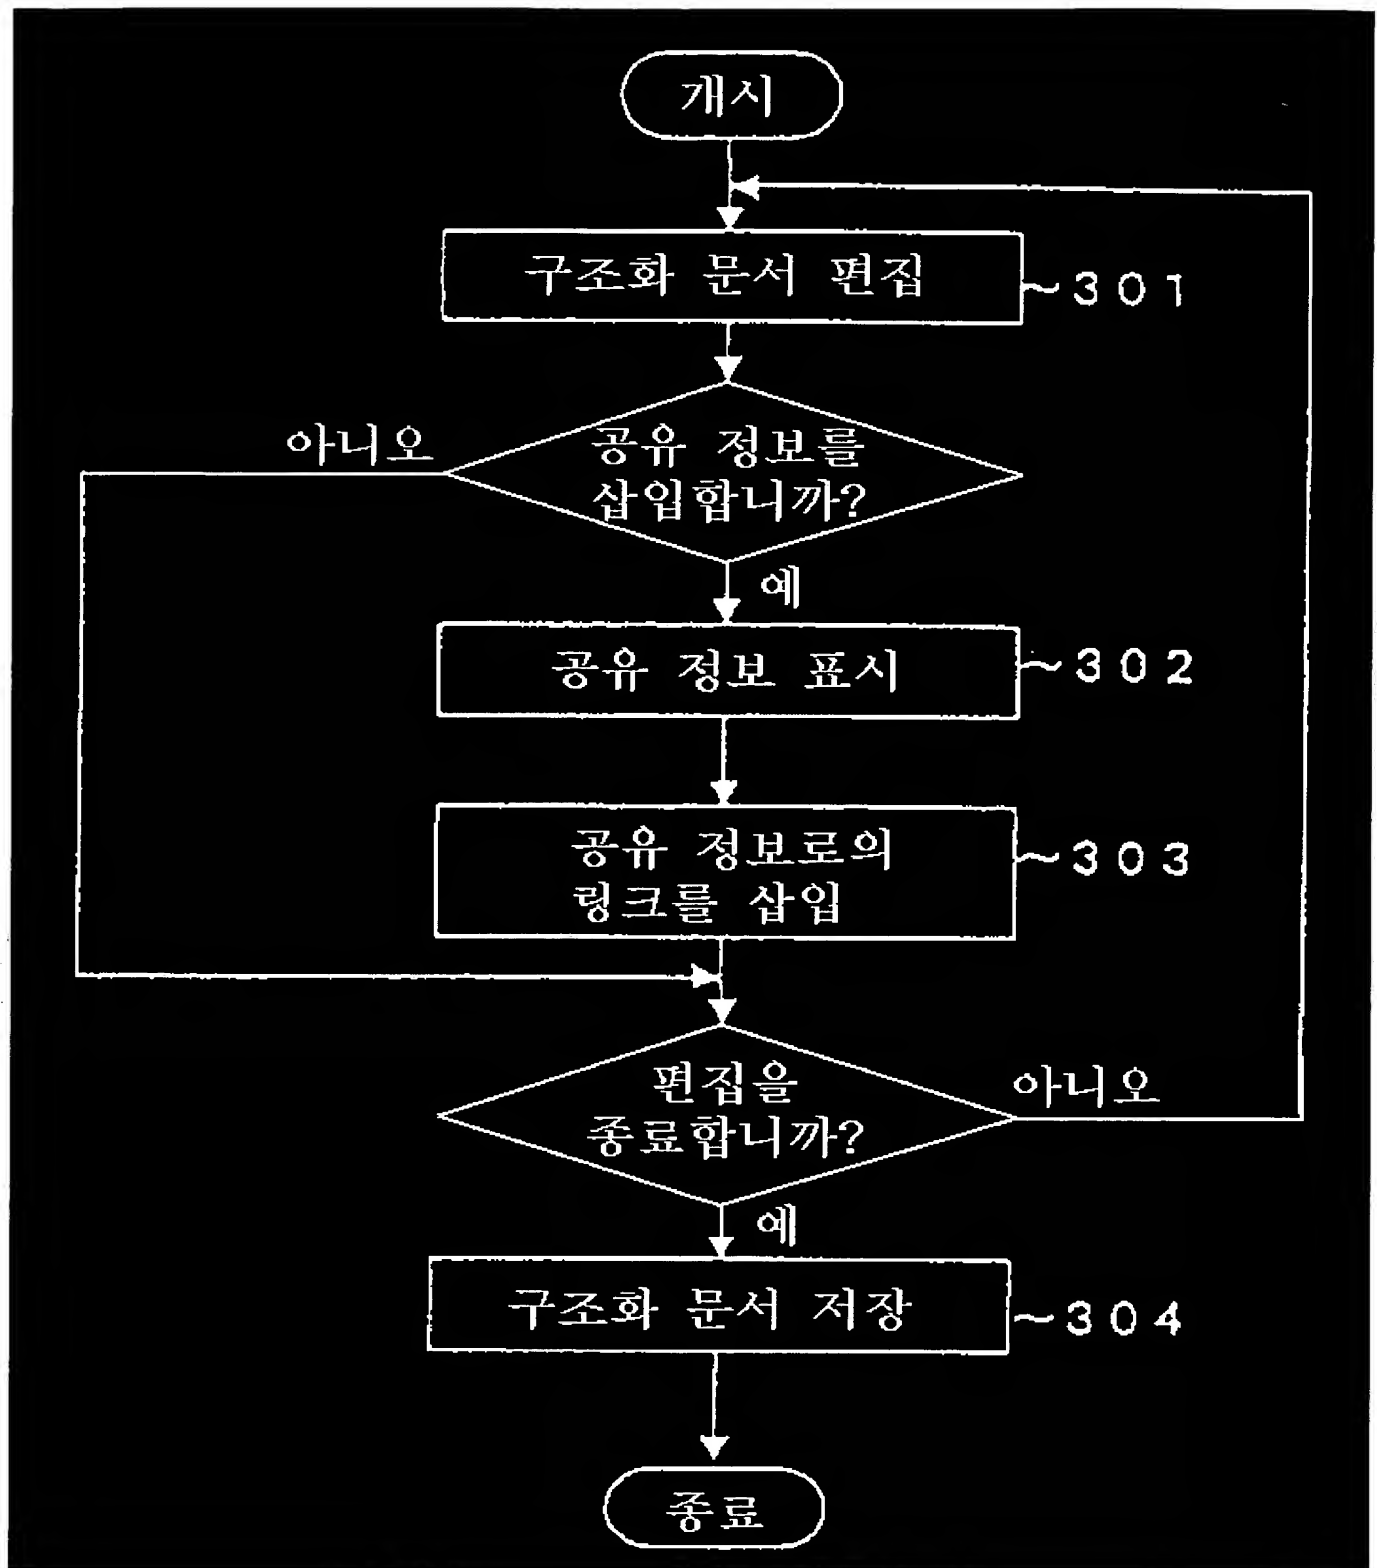 개시
구조화 문서 편집
~301
아니오
공유 정보를
삽입합니까?
예
공유 정보 표시
~302
공유 정보로의
링크를 삽입
~303
편집을
종료합니까?
아니오
예
구조화 문서 저장
~304
종료